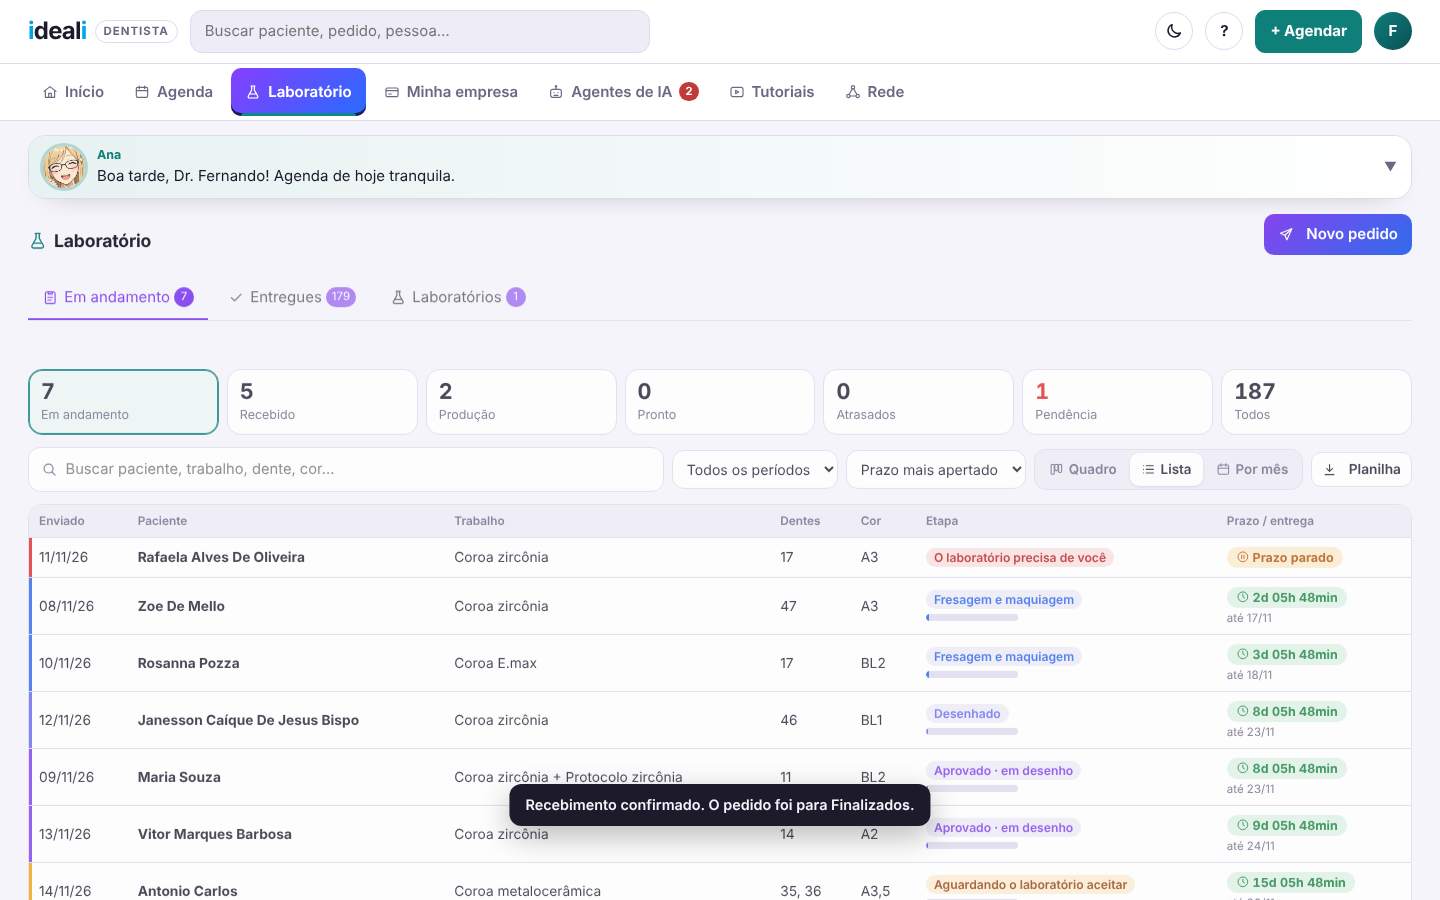 ideali DENTISTA Buscar paciente, pedido, pessoa... ? + Agendar F
Início Agenda Laboratório Minha empresa Agentes de IA 2 Tutoriais Rede
Ana
Boa tarde, Dr. Fernando! Agenda de hoje tranquila.
Laboratório Novo pedido
Em andamento 7 Entregues 179 Laboratórios 1
7 5 2 0 0 1 187
Em andamento Recebido Produção Pronto Atrasados Pendência Todos
Buscar paciente, trabalho, dente, cor... Todos os períodos Prazo mais apertado Quadro Lista Por mês Planilha
Enviado Paciente Trabalho Dentes Cor Etapa Prazo / entrega
11/11/26 Rafaela Alves De Oliveira Coroa zircônia 17 A3 O laboratório precisa de você Prazo parado
08/11/26 Zoe De Mello Coroa zircônia 47 A3 Fresagem e maquiagem 2d 05h 48min
até 17/11
10/11/26 Rosanna Pozza Coroa E.max 17 BL2 Fresagem e maquiagem 3d 05h 48min
até 18/11
12/11/26 Janesson Caíque De Jesus Bispo Coroa zircônia 46 BL1 Desenhado 8d 05h 48min
até 23/11
09/11/26 Maria Souza Coroa zircônia + Protocolo zircônia 11 BL2 Aprovado · em desenho 8d 05h 48min
até 23/11
Recebimento confirmado. O pedido foi para Finalizados.
13/11/26 Vitor Marques Barbosa Coroa zircônia 14 A2 Aprovado · em desenho 9d 05h 48min
até 24/11
14/11/26 Antonio Carlos Coroa metalocerâmica 35, 36 A3,5 Aguardando o laboratório aceitar 15d 05h 48min